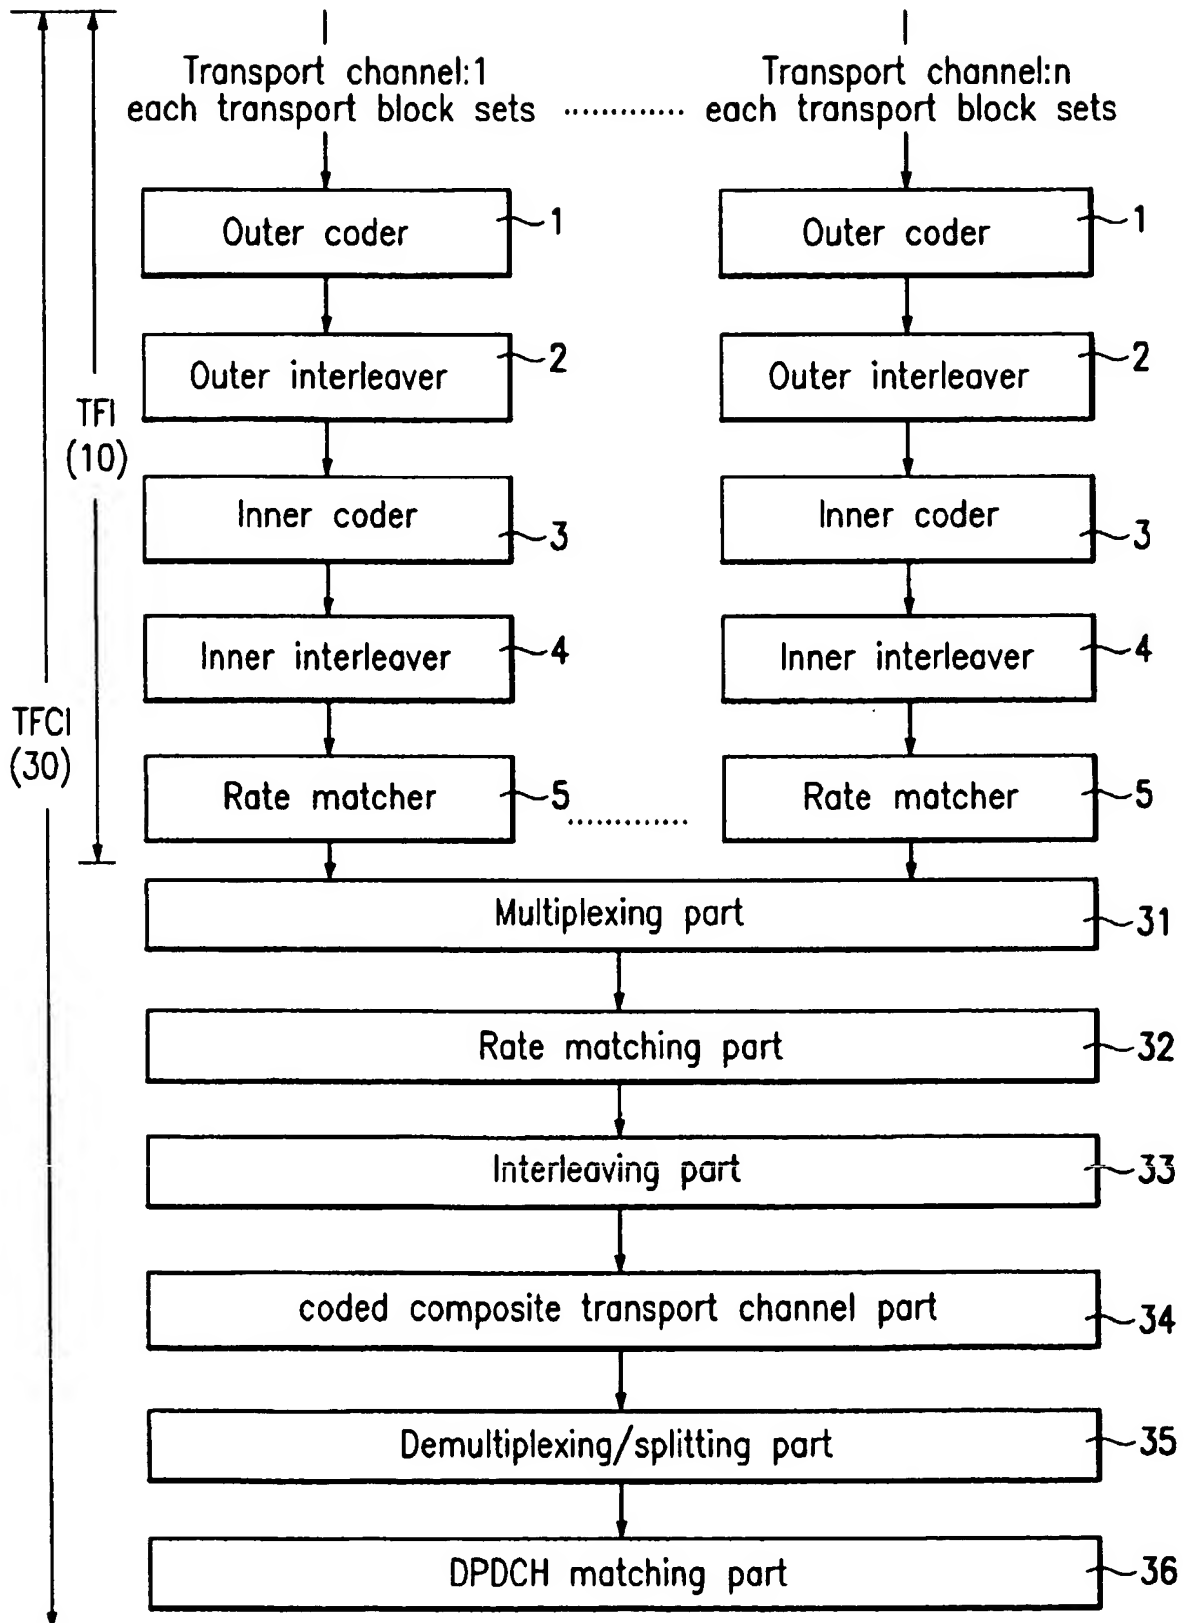 Transport channel:1
each transport block sets
Transport channel:n
each transport block sets
Outer coder
1
Outer coder
1
Outer interleaver
2
Outer interleaver
2
TFI
(10)
Inner coder
3
Inner coder
3
Inner interleaver
4
Inner interleaver
4
TFCI
(30)
Rate matcher
5
Rate matcher
5
Multiplexing part
31
Rate matching part
32
Interleaving part
33
coded composite transport channel part
34
Demultiplexing/splitting part
35
DPDCH matching part
36